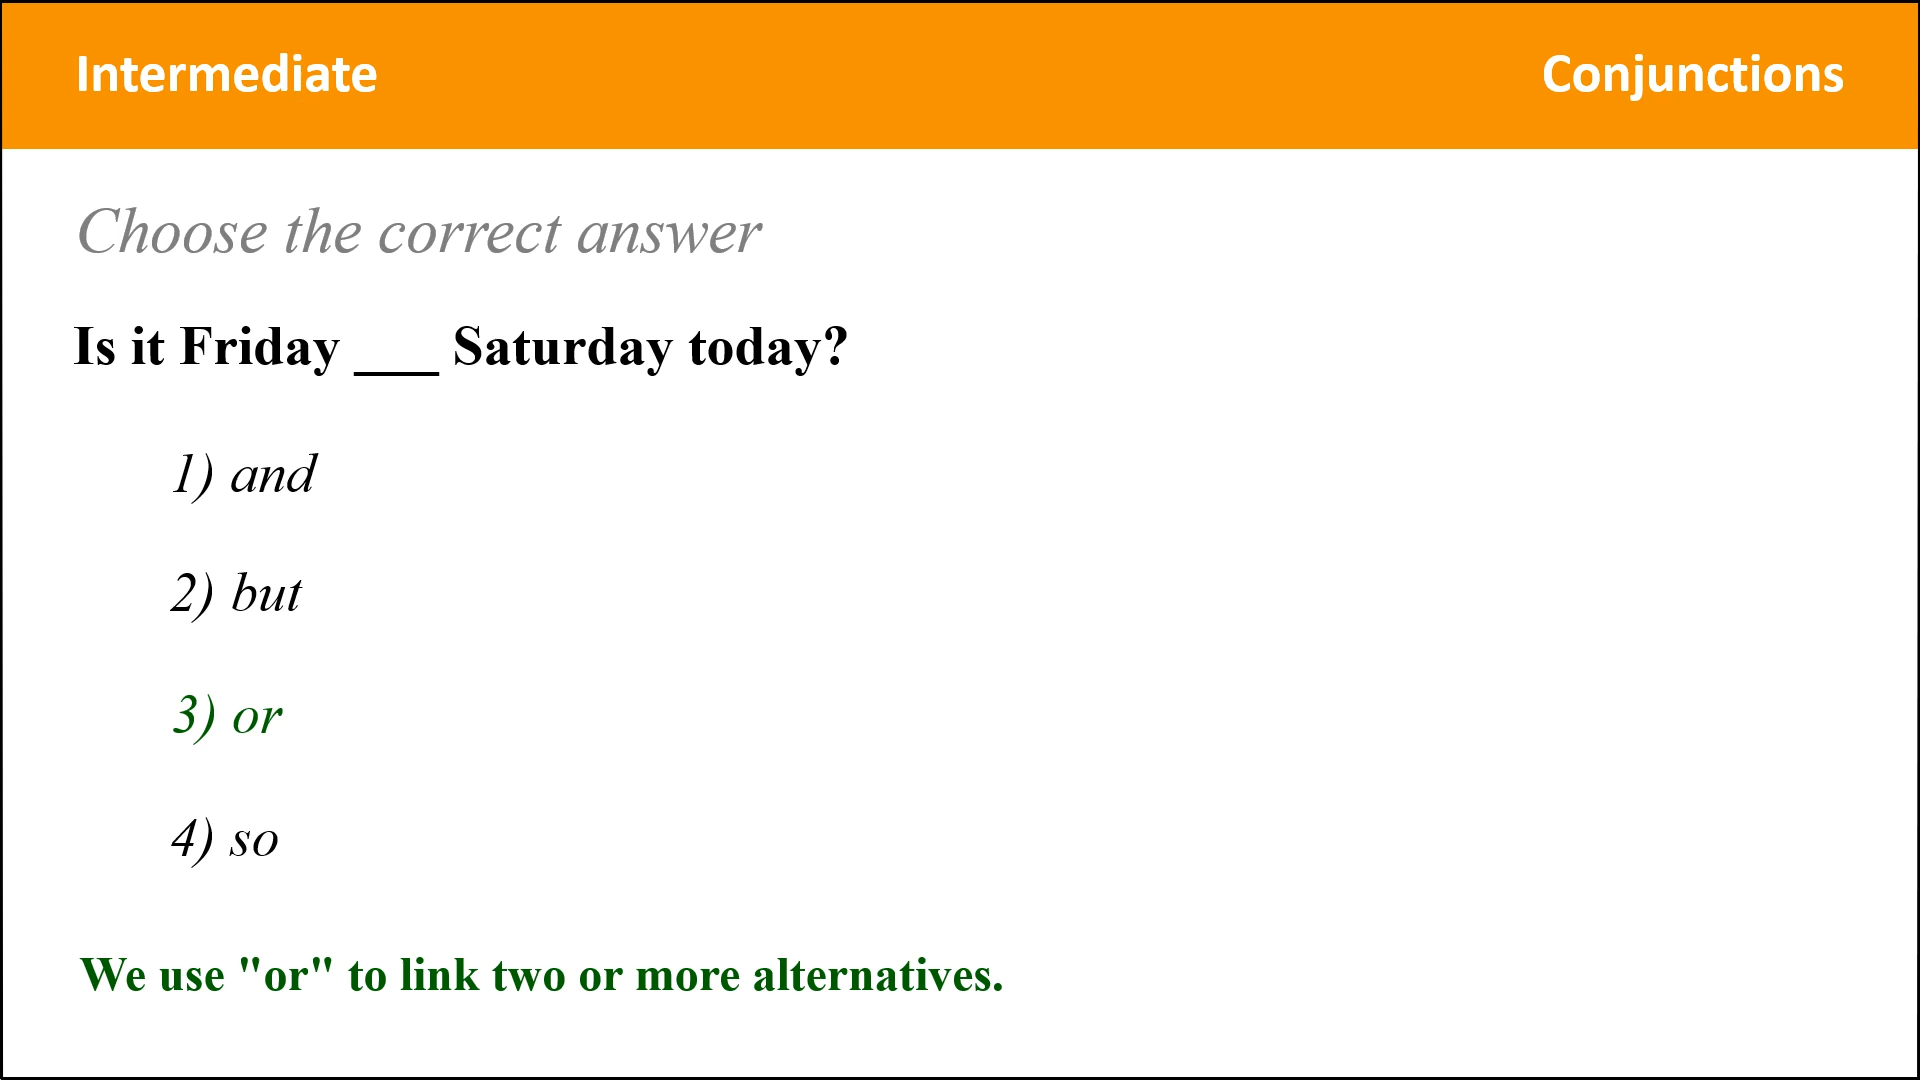 Intermediate Conjunctions
Choose the correct answer
Is it Friday ___ Saturday today?
1) and
2) but
3) or
4) so
We use "or" to link two or more alternatives.